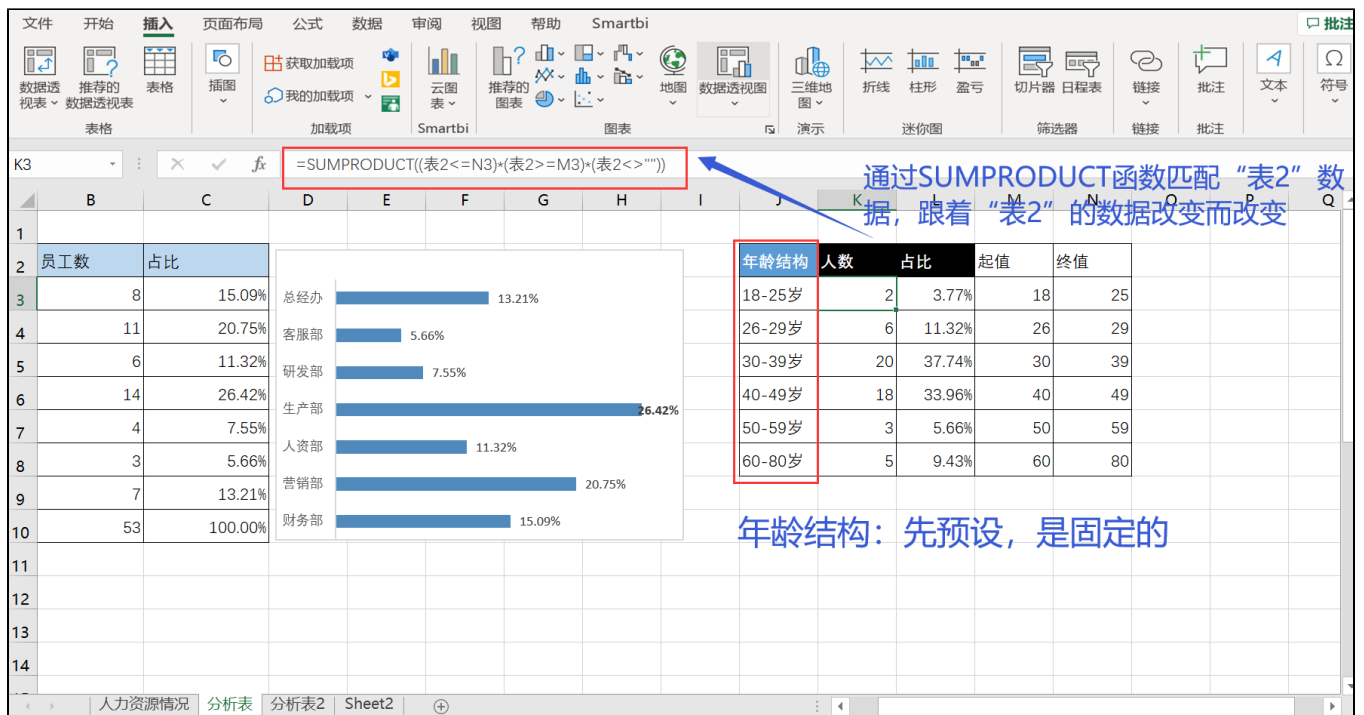 文件 开始 插入 页面布局 公式 数据 审阅 视图 帮助 Smartbi 批注
数据透视表 推荐的数据透视表 表格 插图 获取加载项 我的加载项 云图表 推荐的图表 地图 数据透视图 三维地图 折线 柱形 盈亏 切片器 日程表 链接 批注 文本 符号
表格 加载项 Smartbi 图表 演示 迷你图 筛选器 链接 批注
K3 fx =SUMPRODUCT((表2<=N3)*(表2>=M3)*(表2<>""))
通过SUMPRODUCT函数匹配“表2”数
据，跟着“表2”的数据改变而改变
B C D E F G H I J K L M N O P Q
1
2 员工数 占比 年龄结构 人数 占比 起值 终值
3 8 15.09% 18-25岁 2 3.77% 18 25
4 11 20.75% 26-29岁 6 11.32% 26 29
5 6 11.32% 30-39岁 20 37.74% 30 39
6 14 26.42% 40-49岁 18 33.96% 40 49
7 4 7.55% 50-59岁 3 5.66% 50 59
8 3 5.66% 60-80岁 5 9.43% 60 80
9 7 13.21%
10 53 100.00%
总经办 13.21%
客服部 5.66%
研发部 7.55%
生产部 26.42%
人资部 11.32%
营销部 20.75%
财务部 15.09%
年龄结构：先预设，是固定的
11
12
13
14
人力资源情况 分析表 分析表2 Sheet2